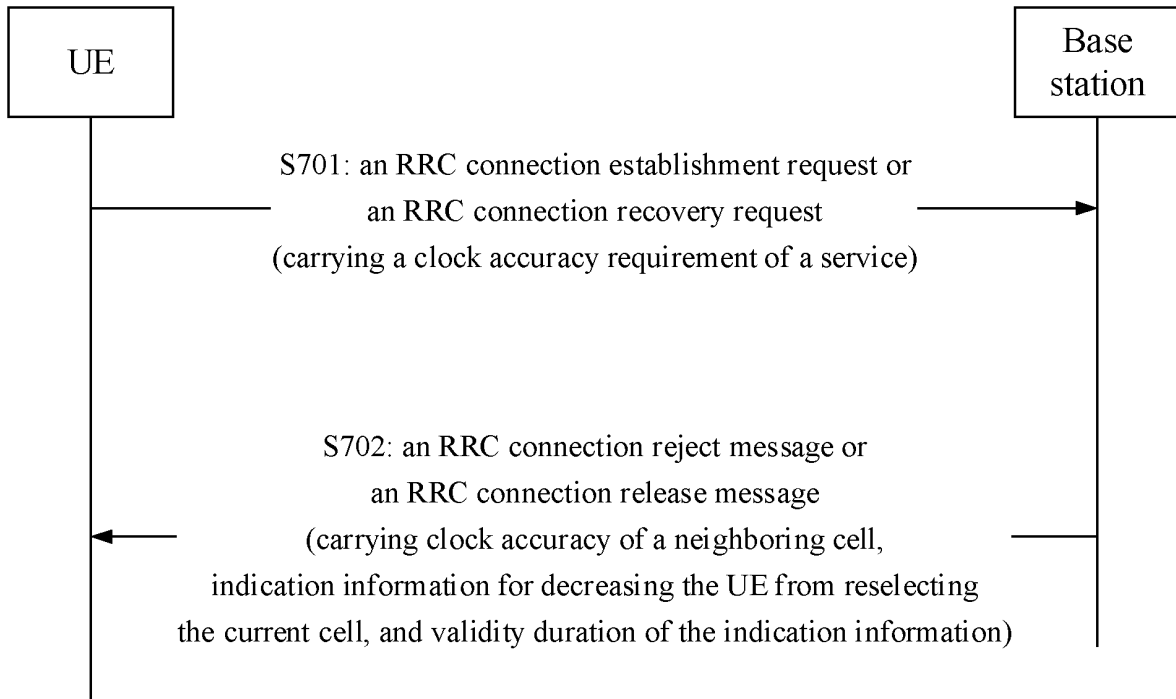 UE
Base
station
S701: an RRC connection establishment request or
an RRC connection recovery request
(carrying a clock accuracy requirement of a service)
S702: an RRC connection reject message or
an RRC connection release message
(carrying clock accuracy of a neighboring cell,
indication information for decreasing the UE from reselecting
the current cell, and validity duration of the indication information)